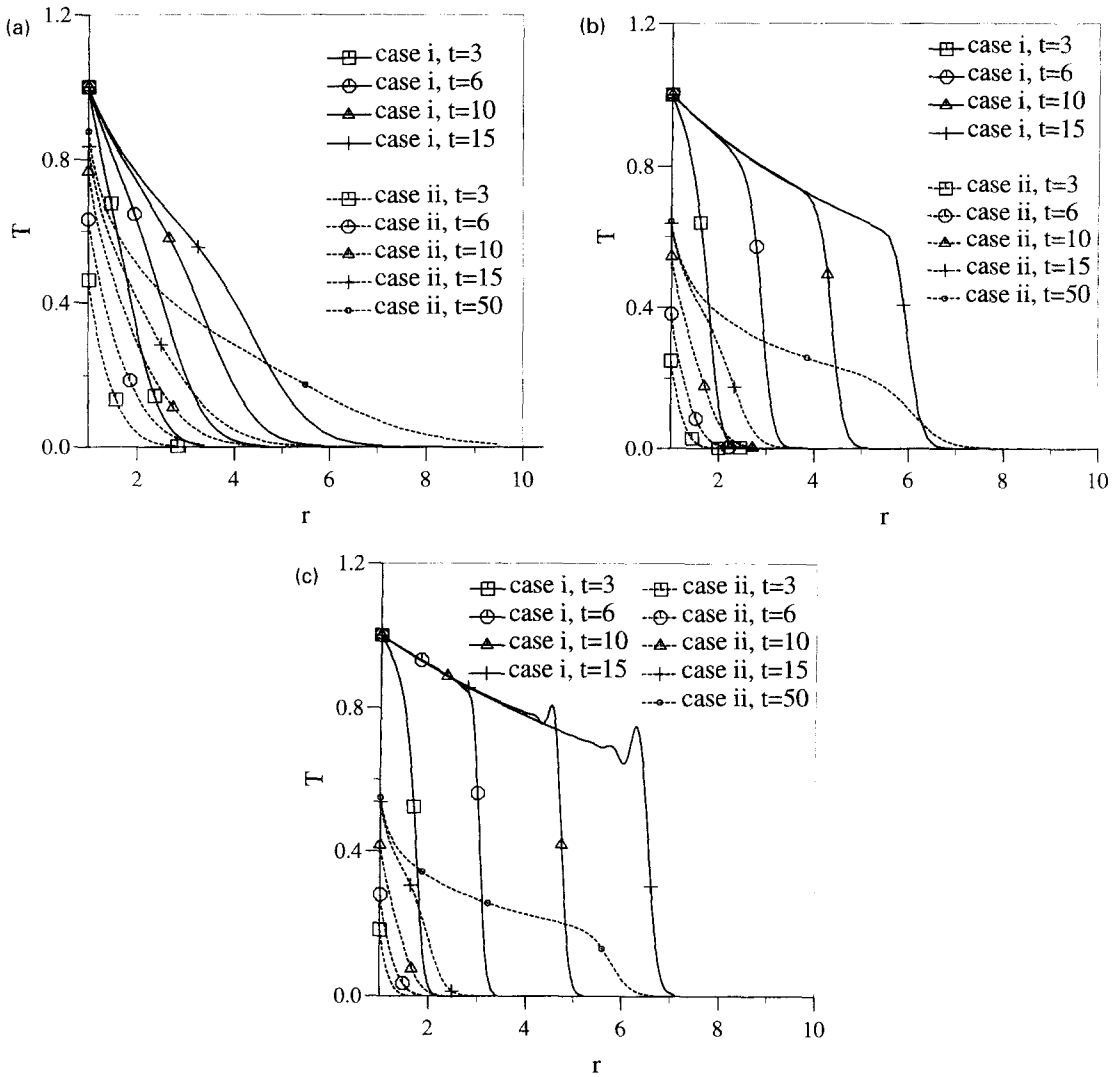 (a)
1.2
0.8
0.4
0.0
T
case i, t=3
case i, t=6
case i, t=10
case i, t=15
case ii, t=3
case ii, t=6
case ii, t=10
case ii, t=15
case ii, t=50
2 4 6 8 10
r
(b)
1.2
0.8
0.4
0.0
T
case i, t=3
case i, t=6
case i, t=10
case i, t=15
case ii, t=3
case ii, t=6
case ii, t=10
case ii, t=15
case ii, t=50
2 4 6 8 10
r
(c)
1.2
0.8
0.4
0.0
T
case i, t=3 case ii, t=3
case i, t=6 case ii, t=6
case i, t=10 case ii, t=10
case i, t=15 case ii, t=15
case ii, t=50
2 4 6 8 10
r